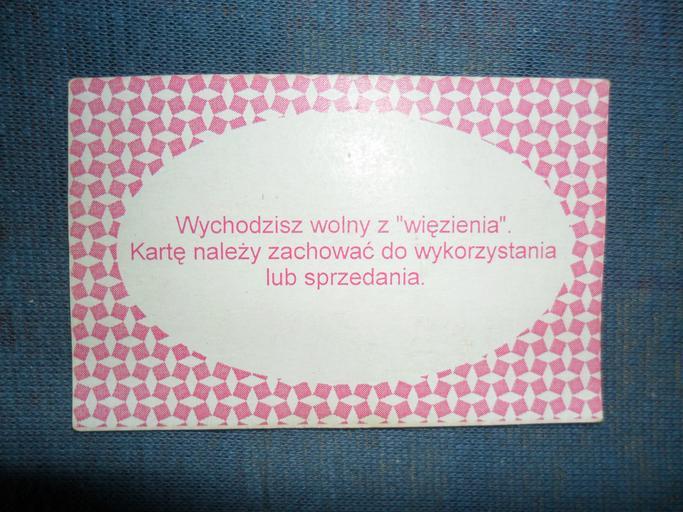 Wychodzisz wolny z "więzienia".
Kartę należy zachować do wykorzystania
lub sprzedania.